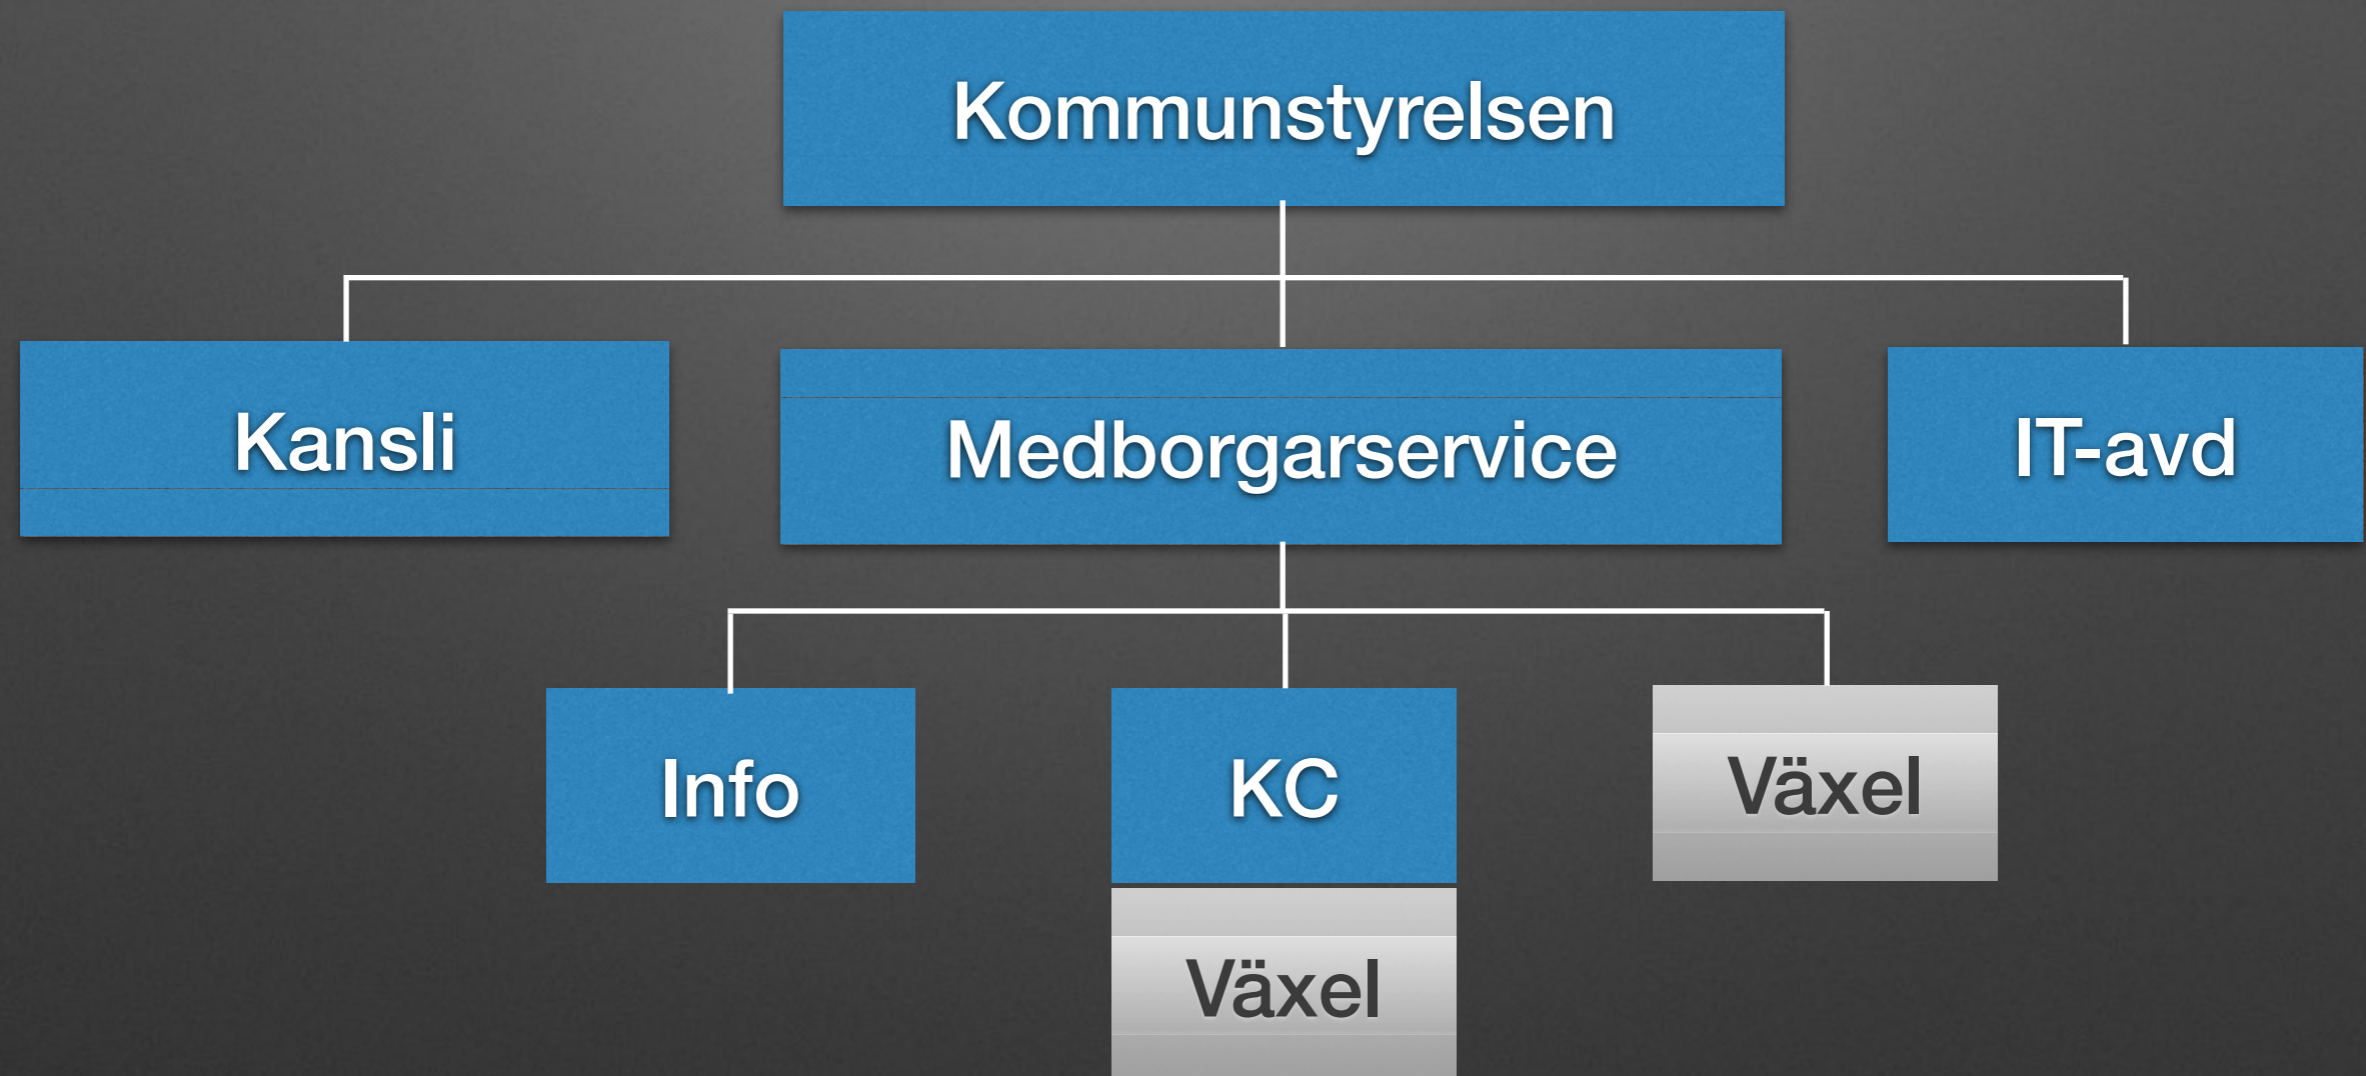 Kommunstyrelsen
Kansli
Medborgarservice
IT-avd
Info
KC
Växel
Växel